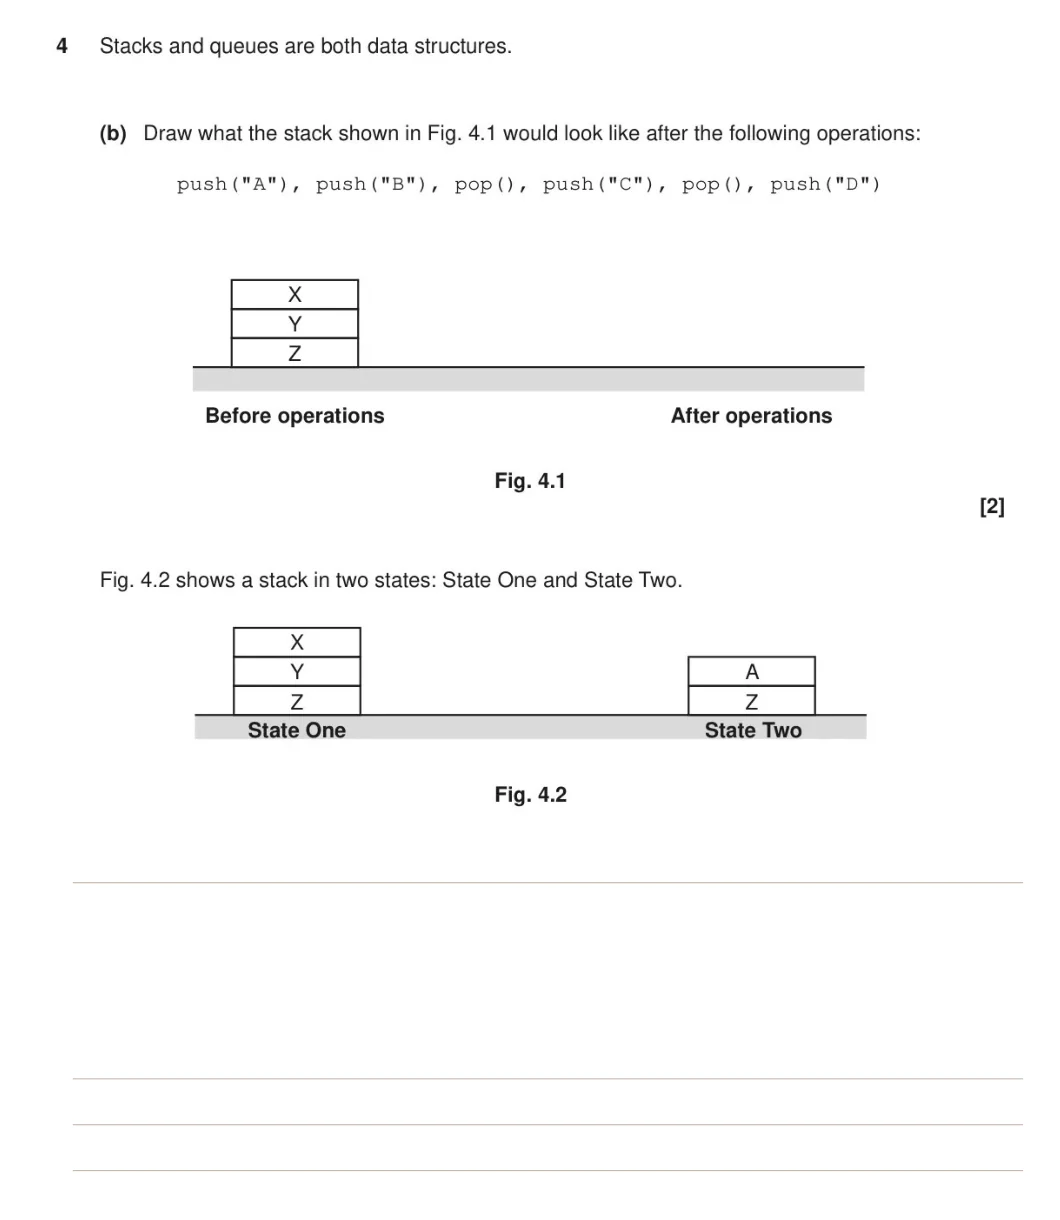 4 Stacks and queues are both data structures.
(b) Draw what the stack shown in Fig. 4.1 would look like after the following operations:
push("A"), push("B"), pop(), push("C"), pop(), push("D")
X
Y
Z
Before operations After operations
Fig. 4.1
[2]
Fig. 4.2 shows a stack in two states: State One and State Two.
X
Y A
Z Z
State One State Two
Fig. 4.2